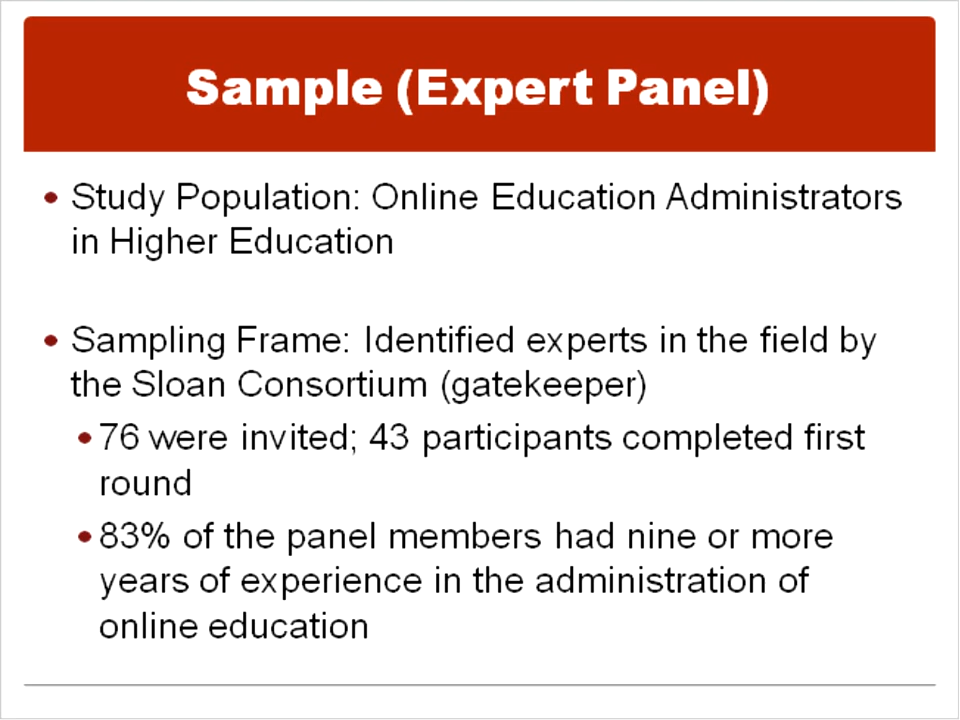 Sample (Expert Panel)
• Study Population: Online Education Administrators
in Higher Education
• Sampling Frame: Identified experts in the field by
the Sloan Consortium (gatekeeper)
• 76 were invited; 43 participants completed first
round
• 83% of the panel members had nine or more
years of experience in the administration of
online education